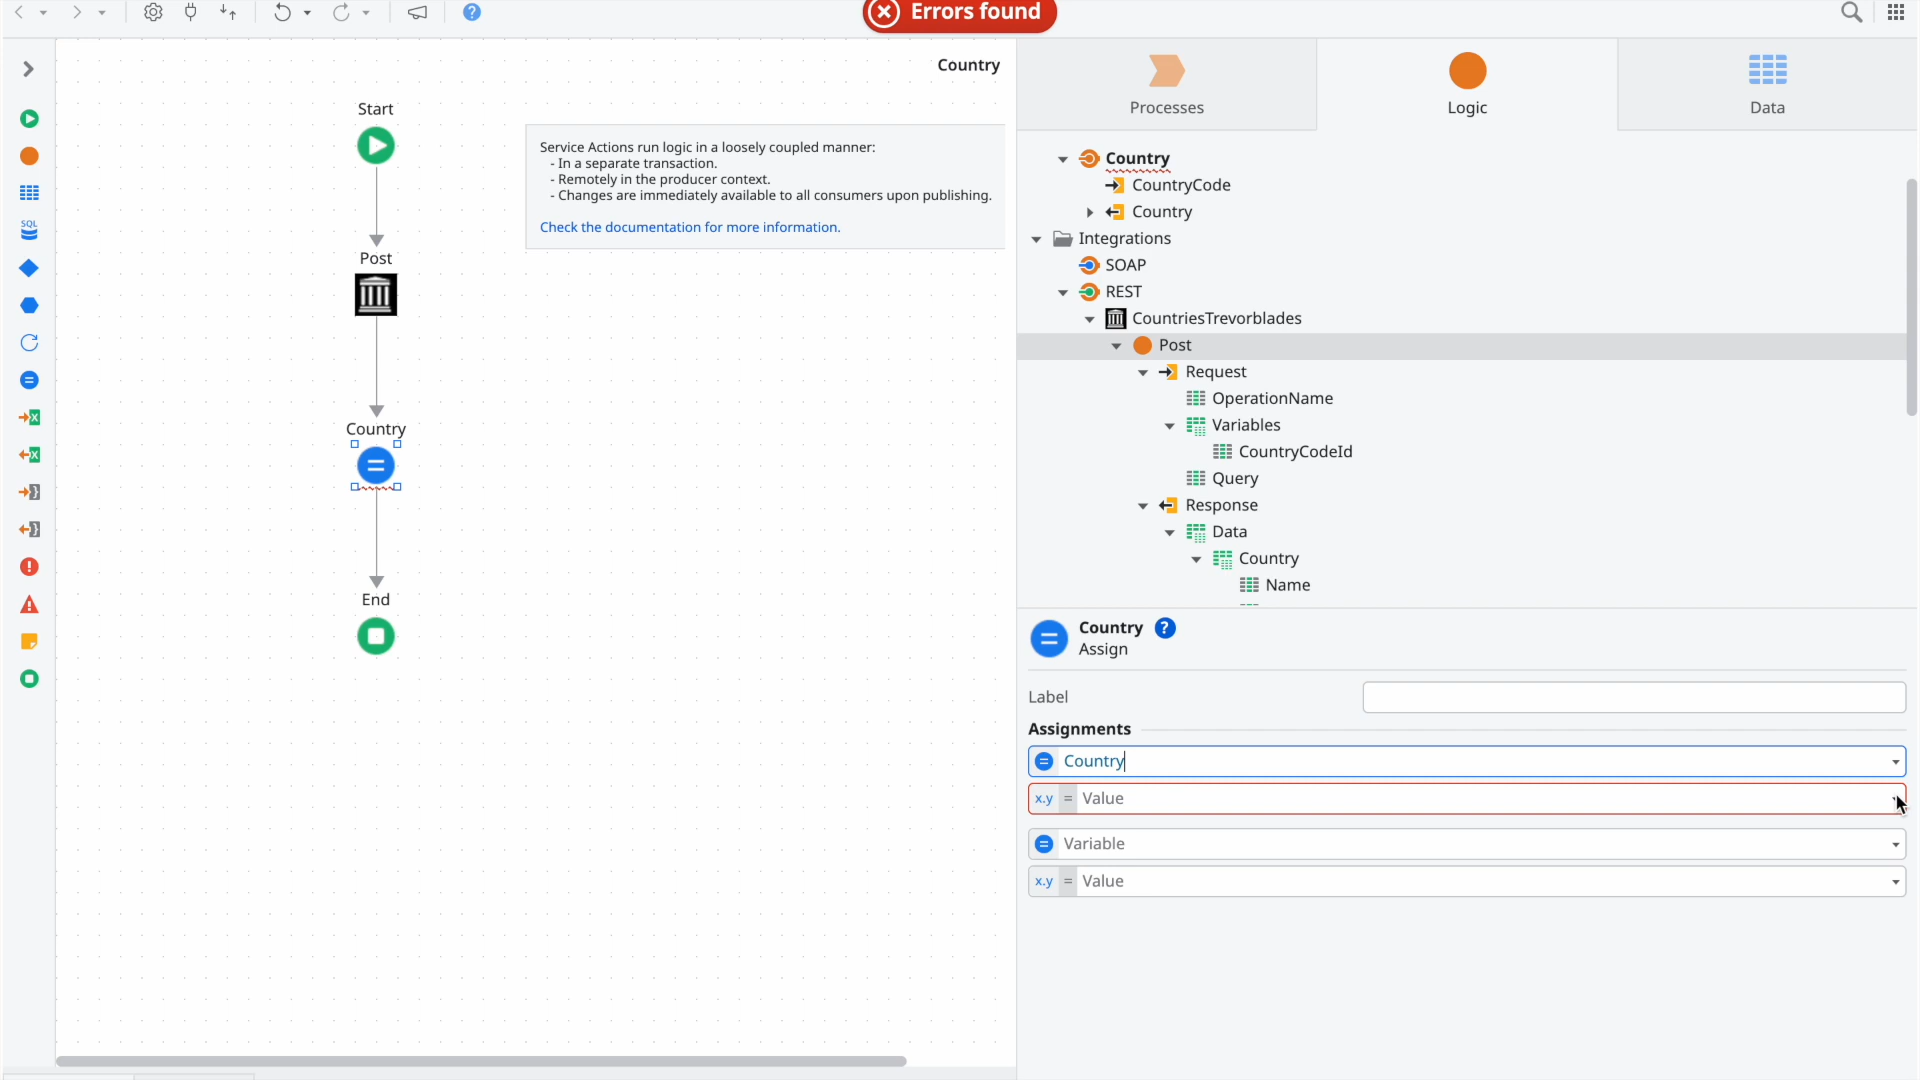 Errors found
Country
Start
Service Actions run logic in a loosely coupled manner:
- In a separate transaction.
- Remotely in the producer context.
- Changes are immediately available to all consumers upon publishing.
Check the documentation for more information.
Post
Country
End
SQL
Processes
Logic
Data
Country
CountryCode
Country
Integrations
SOAP
REST
CountriesTrevorblades
Post
Request
OperationName
Variables
CountryCodeId
Query
Response
Data
Country
Name
Country
Assign
Label
Assignments
Country
x.y = Value
Variable
x.y = Value